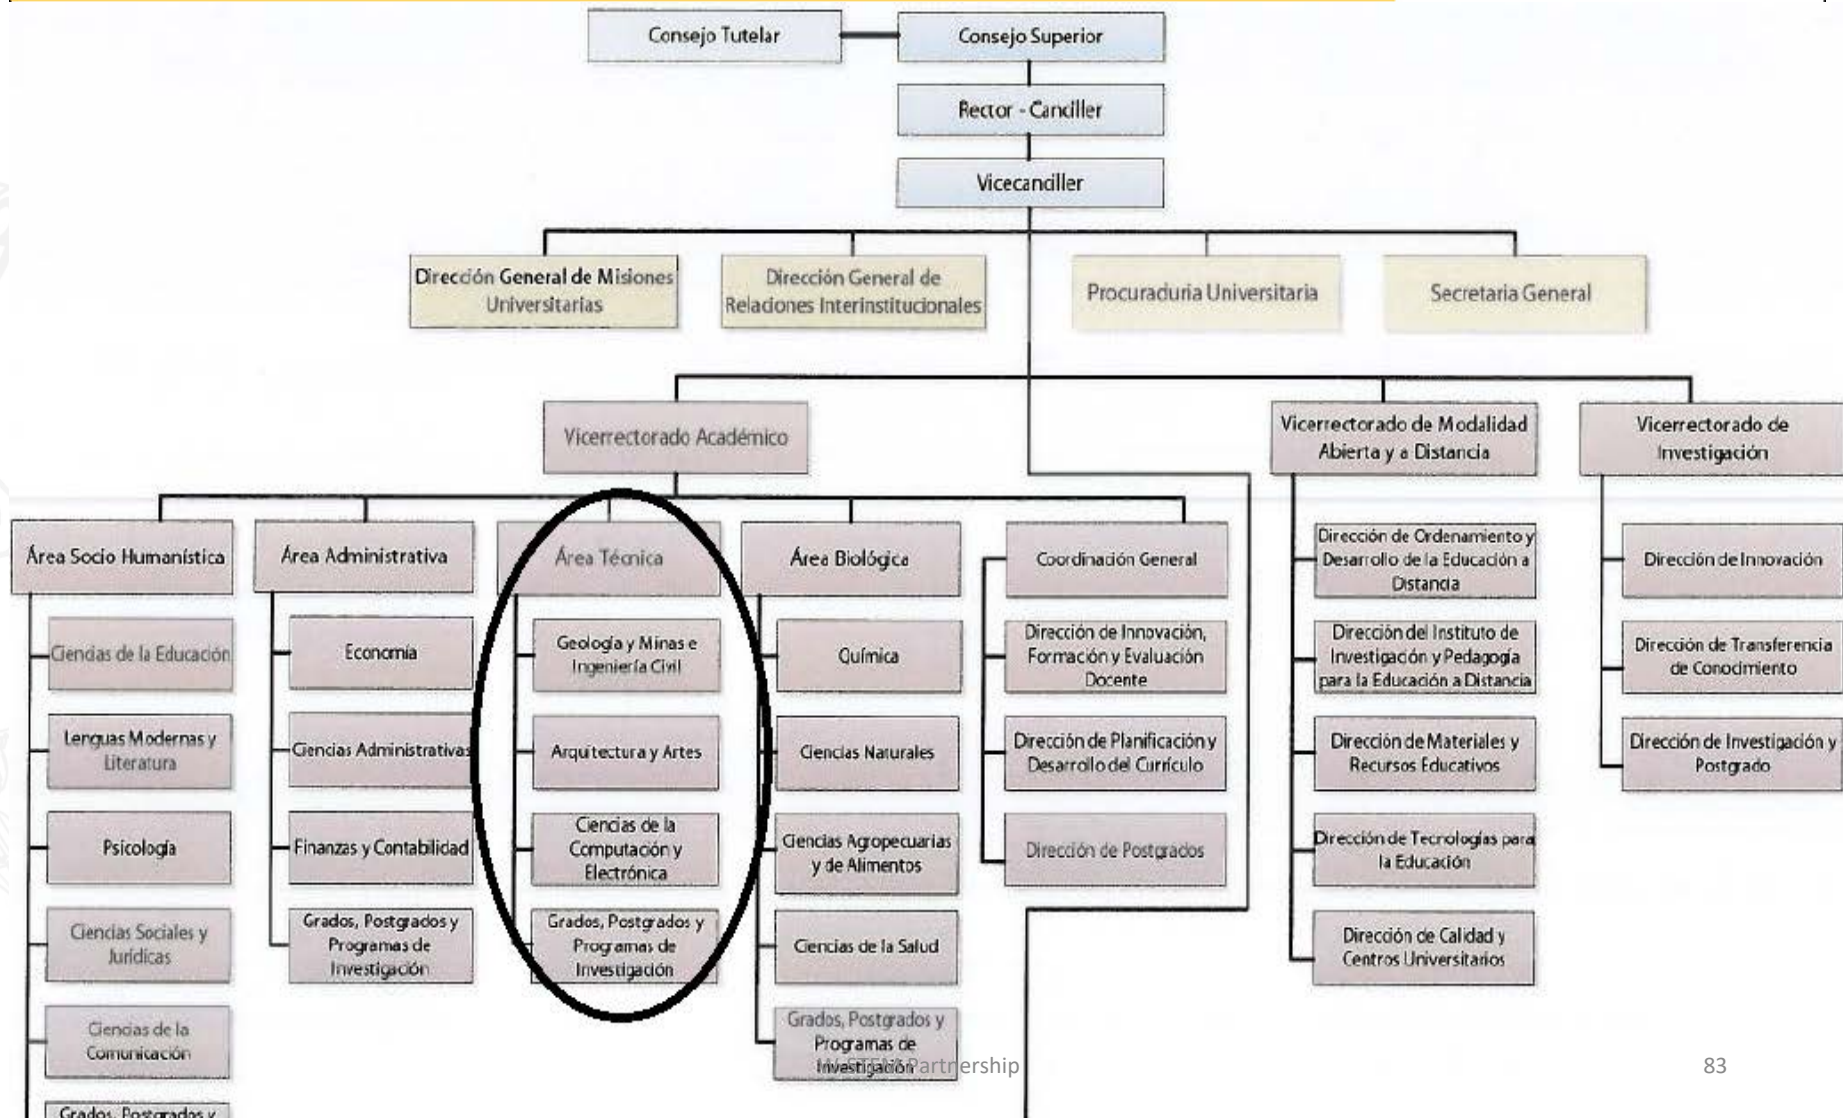 Consejo Tutelar
Consejo Superior
Rector - Canciller
Vicecanciller
Dirección General de Misiones
Universitarias
Dirección General de
Relaciones Interinstitucionales
Procuraduria Universitaria
Secretaria General
Vicerrectorado Académico
Vicerrectorado de Modalidad
Abierta y a Distancia
Vicerrectorado de
Investigación
Área Socio Humanística
Ciencias de la Educación
Lenguas Modernas y
Literatura
Psicología
Ciencias Sociales y
Jurídicas
Ciencias de la
Comunicación
Grados, Postgrados y
Área Administrativa
Economía
Ciencias Administrativas
Finanzas y Contabilidad
Grados, Postgrados y
Programas de
Investigación
Área Técnica
Geología y Minas e
Ingeniería Civil
Arquitectura y Artes
Ciencias de la
Computación y
Electrónica
Grados, Postgrados y
Programas de
Investigación
Área Biológica
Química
Ciencias Naturales
Ciencias Agropecuarias
y de Alimentos
Ciencias de la Salud
Grados, Postgrados y
Programas de
Investigación
Coordinación General
Dirección de Innovación,
Formación y Evaluación
Docente
Dirección de Planificación y
Desarrollo del Currículo
Dirección de Postgrados
Dirección de Ordenamiento y
Desarrollo de la Educación a
Distancia
Dirección del Instituto de
Investigación y Pedagogía
para la Educación a Distancia
Dirección de Materiales y
Recursos Educativos
Dirección de Tecnologías para
la Educación
Dirección de Calidad y
Centros Universitarios
Dirección de Innovación
Dirección de Transferencia
de Conocimiento
Dirección de Investigación y
Postgrado
W-STEM Partnership
83